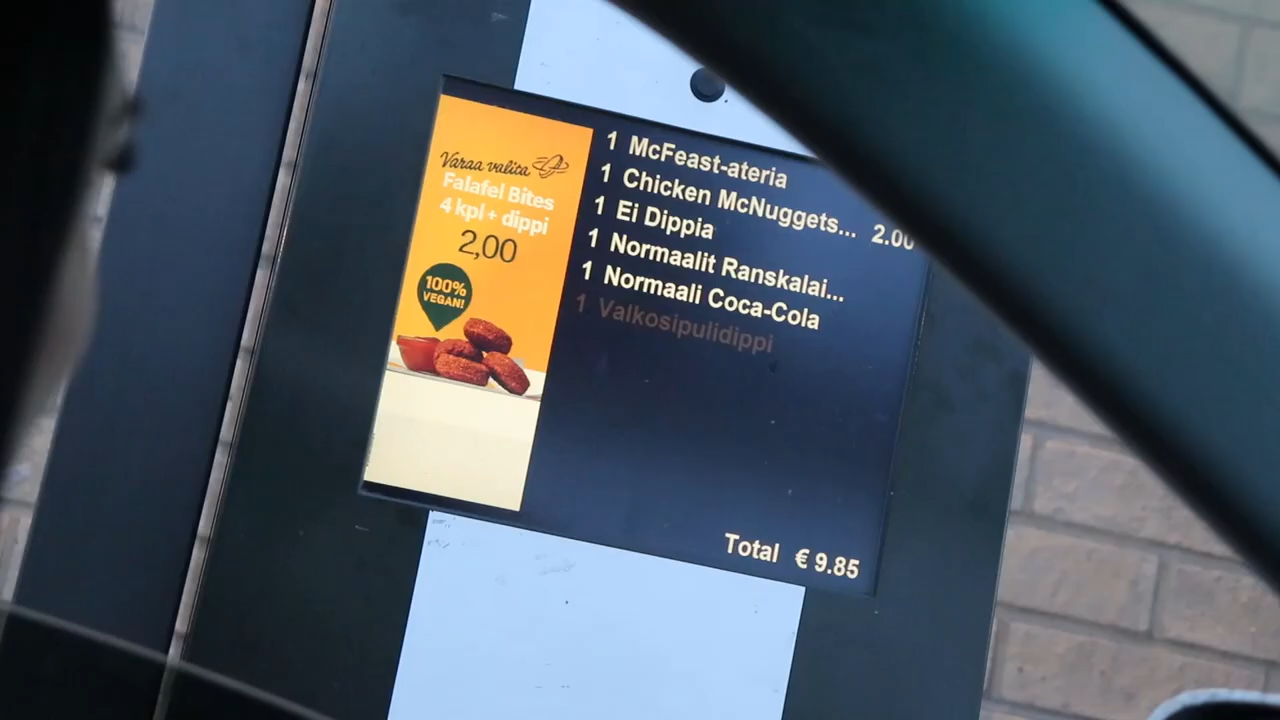 Varaa valita
Falafel Bites
4 kpl + dippi
2,00
100%
VEGAN!
1 McFeast-ateria
1 Chicken McNuggets... 2.00
1 Ei Dippia
1 Normaalit Ranskalai...
1 Normaali Coca-Cola
1 Valkosipulidippi
Total € 9.85